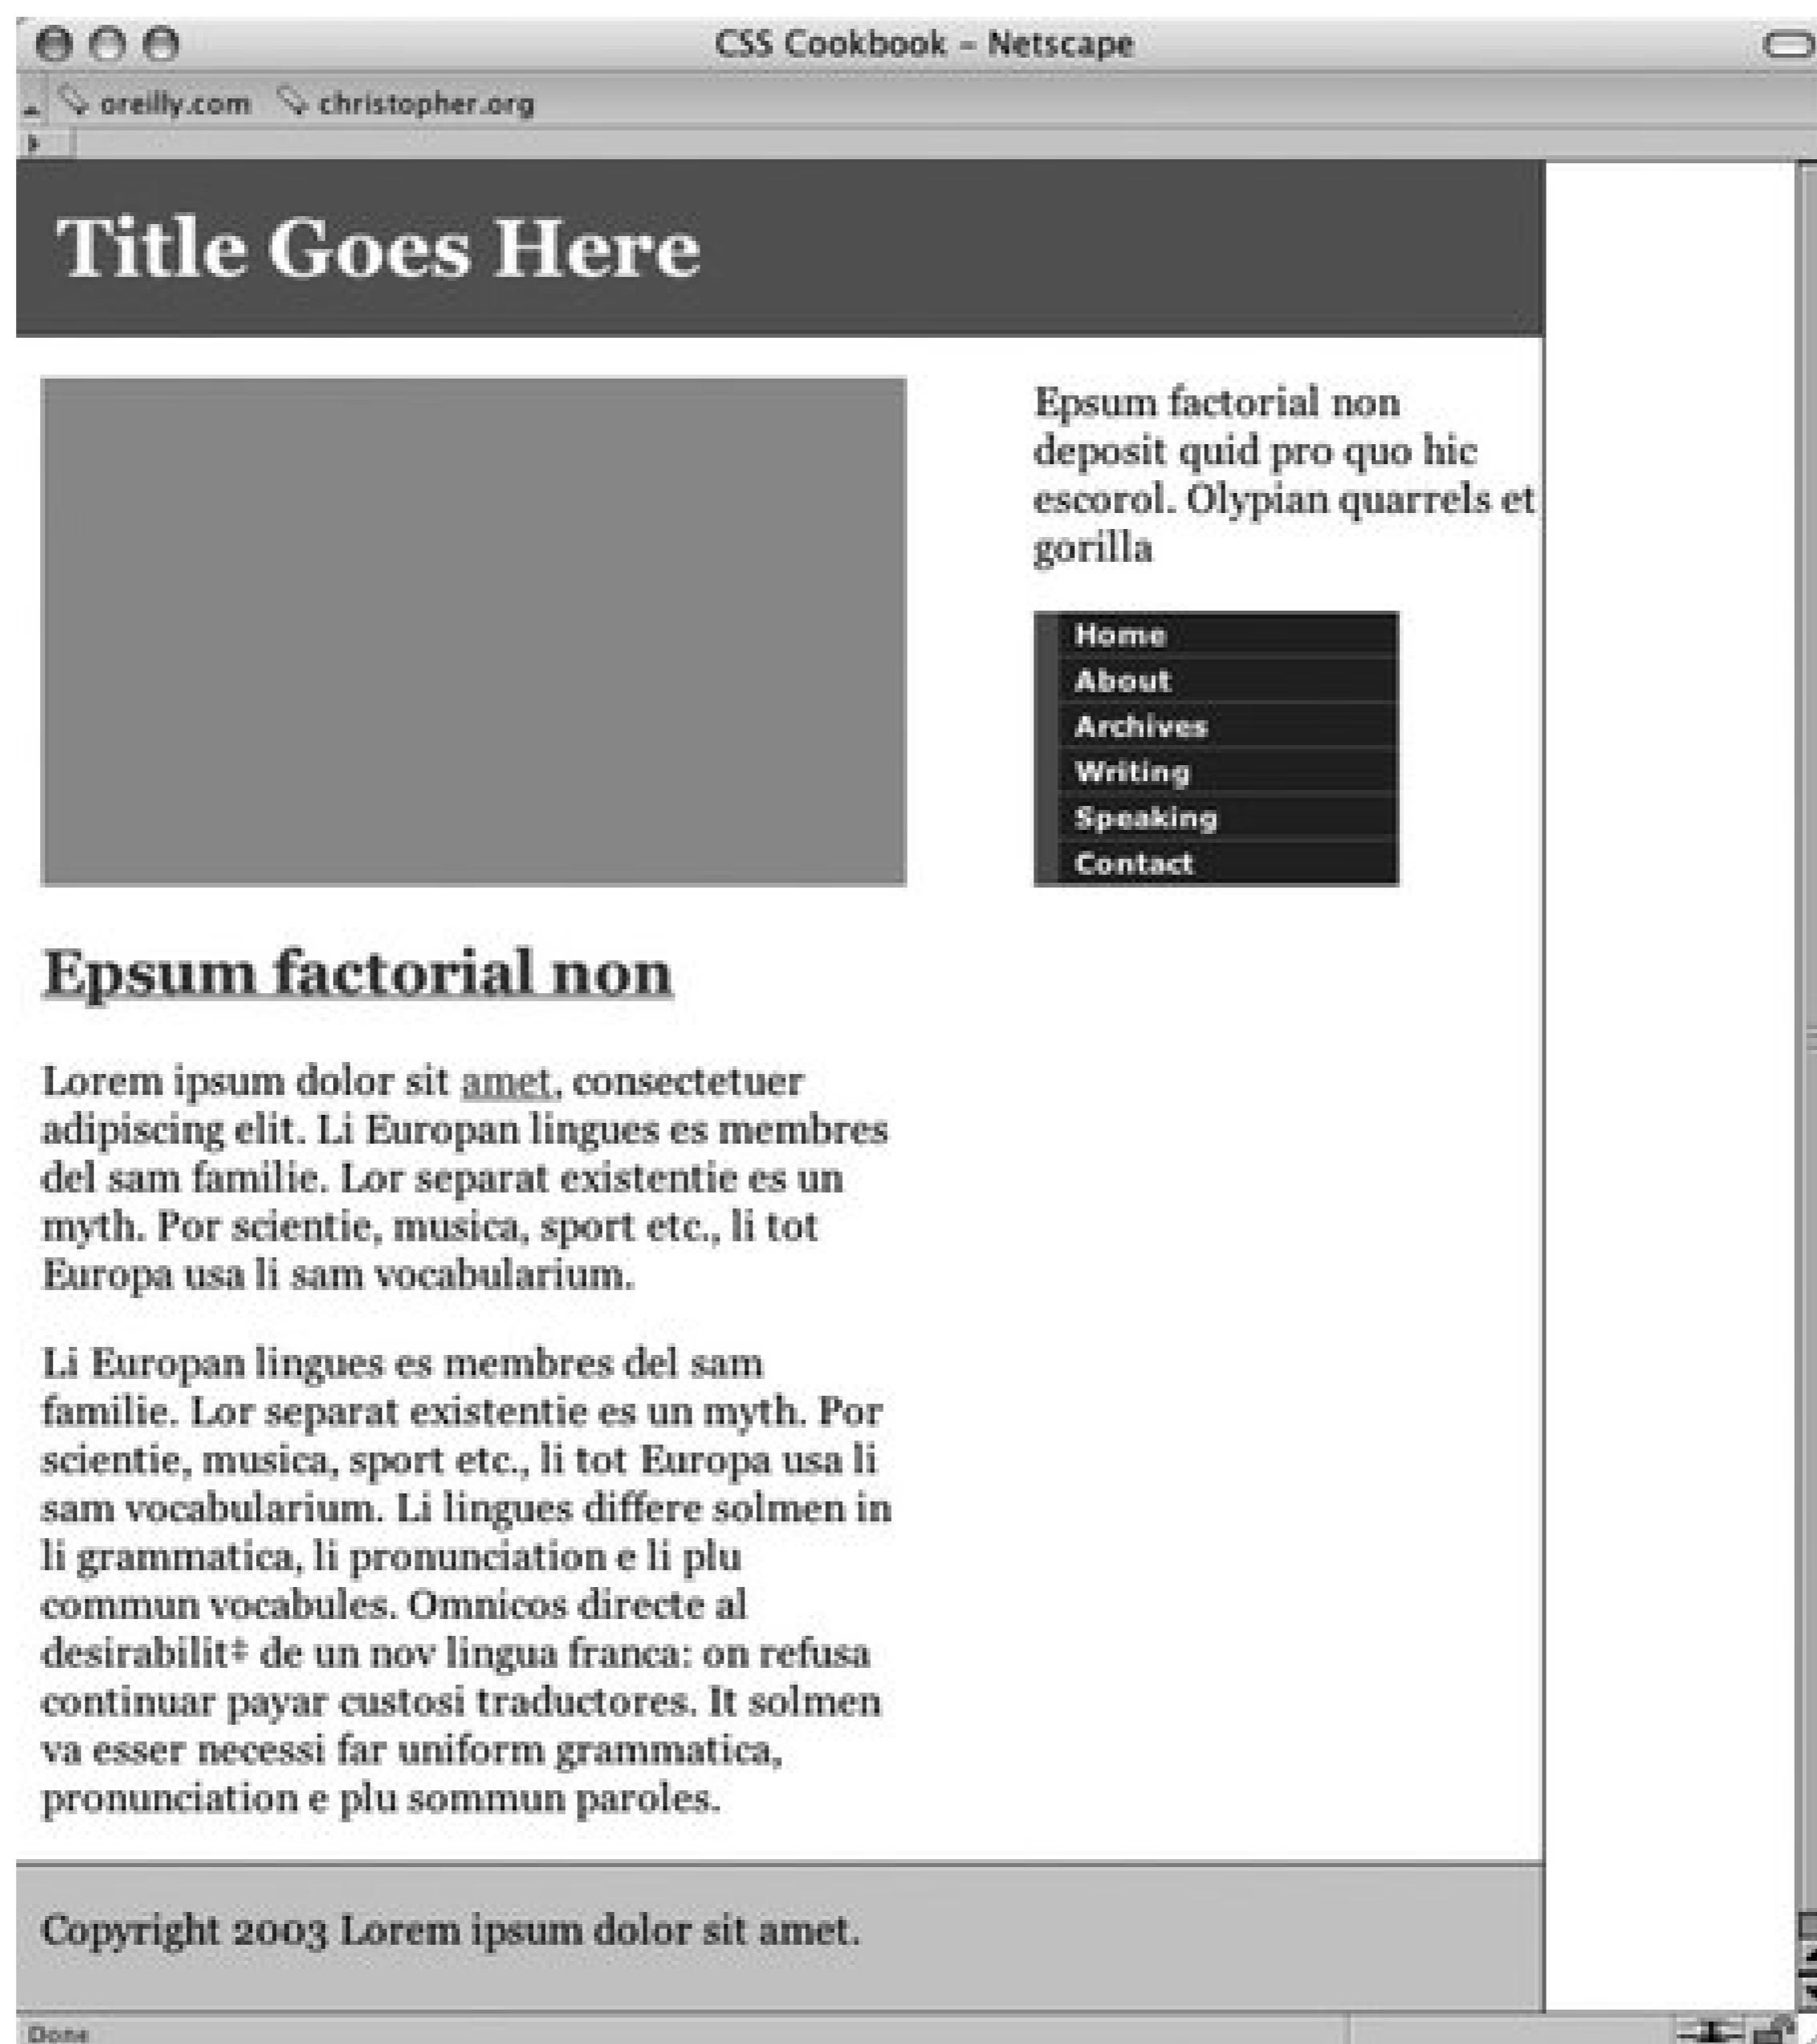 CSS Cookbook – Netscape
oreilly.com christopher.org
Title Goes Here
Epsum factorial non
deposit quid pro quo hic
escorol. Olypian quarrels et
gorilla
Home
About
Archives
Writing
Speaking
Contact
Epsum factorial non
Lorem ipsum dolor sit amet, consectetuer
adipiscing elit. Li Europan lingues es membres
del sam familie. Lor separat existentie es un
myth. Por scientie, musica, sport etc., li tot
Europa usa li sam vocabularium.
Li Europan lingues es membres del sam
familie. Lor separat existentie es un myth. Por
scientie, musica, sport etc., li tot Europa usa li
sam vocabularium. Li lingues differe solmen in
li grammatica, li pronunciation e li plu
commun vocabules. Omnicos directe al
desirabilit‡ de un nov lingua franca: on refusa
continuar payar custosi traductores. It solmen
va esser necessi far uniform grammatica,
pronunciation e plu sommun paroles.
Copyright 2003 Lorem ipsum dolor sit amet.
Done